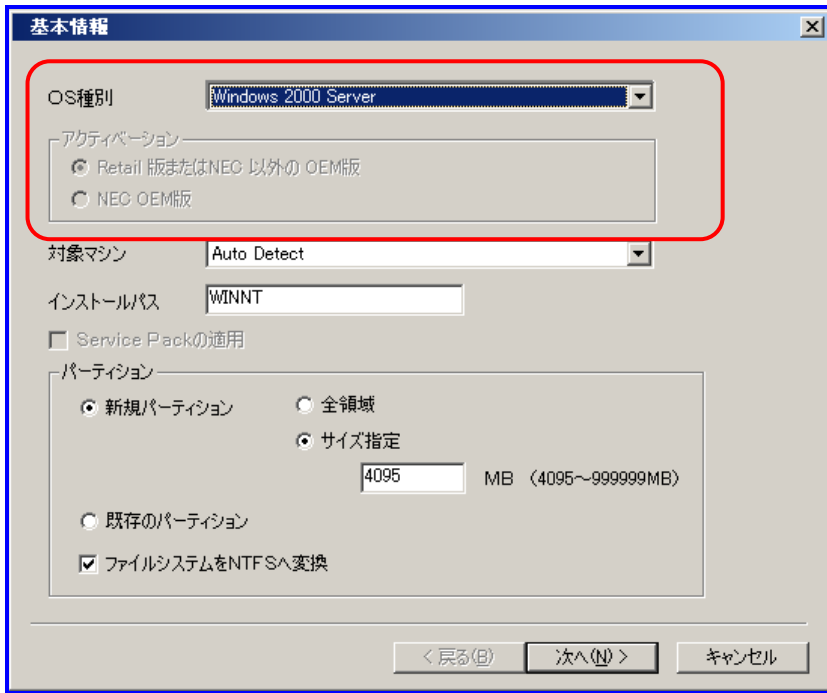 基本情報
OS種別 Windows 2000 Server
アクティベーション
Retail 版またはNEC 以外の OEM版
NEC OEM版
対象マシン Auto Detect
インストールパス WINNT
Service Packの適用
パーティション
新規パーティション 全領域
サイズ指定
4095 MB (4095～999999MB)
既存のパーティション
ファイルシステムをNTFSへ変換
< 戻る(B) 次へ(N) > キャンセル